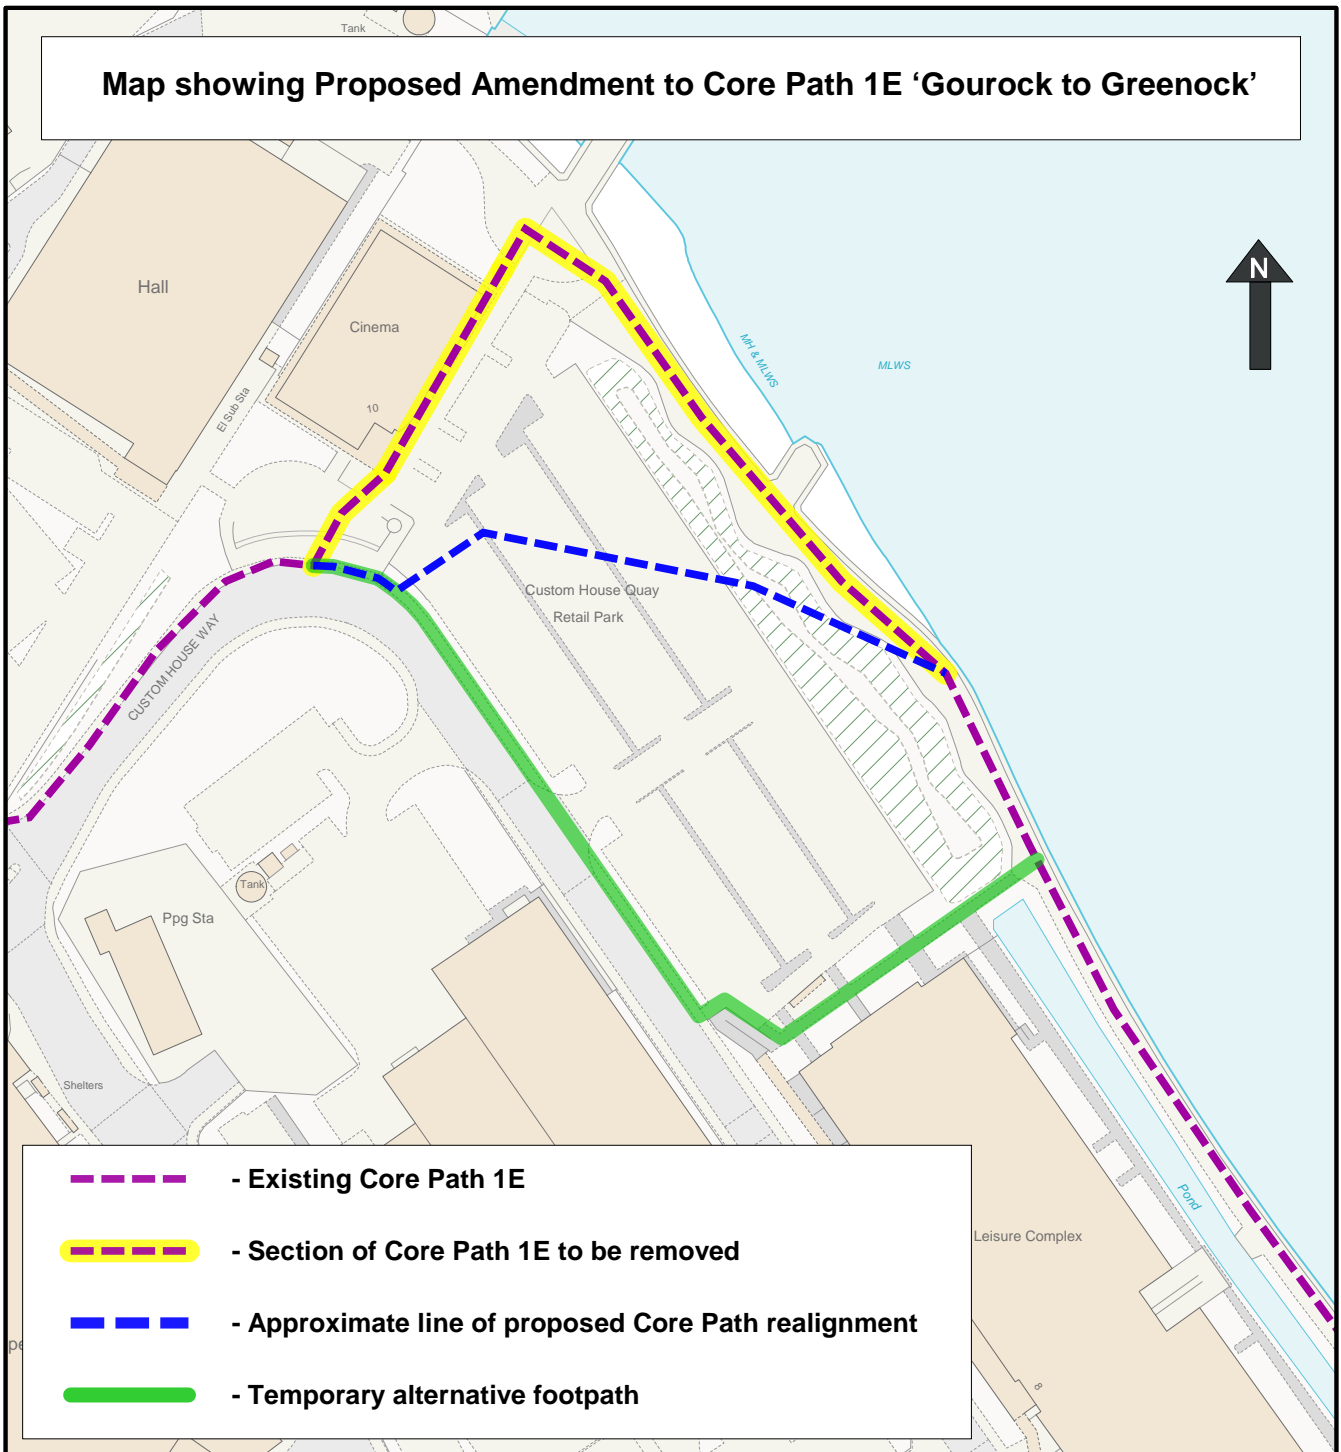 Tank
Map showing Proposed Amendment to Core Path 1E ‘Gourock to Greenock’
N
Hall
Cinema
MH & MLWS
MLWS
10
El Sub Sta
Custom House Quay
Retail Park
CUSTOM HOUSE WAY
Tank
Ppg Sta
Shelters
Pond
Leisure Complex
8
- Existing Core Path 1E
- Section of Core Path 1E to be removed
- Approximate line of proposed Core Path realignment
- Temporary alternative footpath